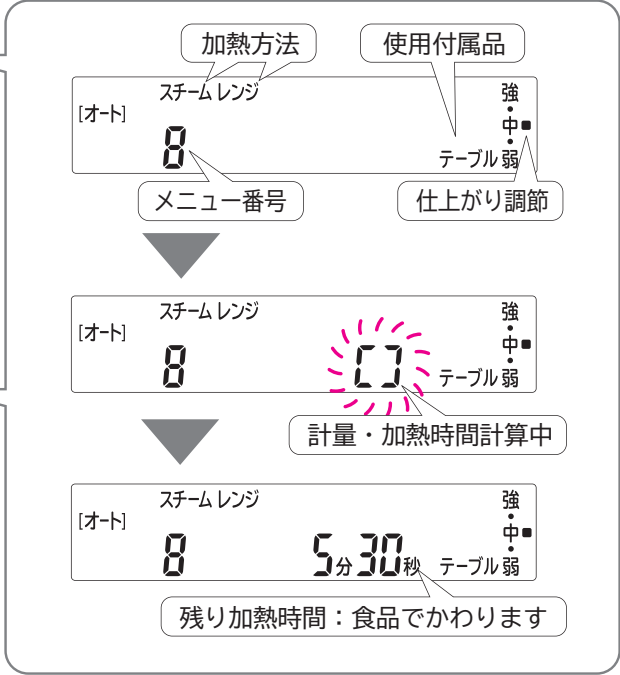 加熱方法 使用付属品
[オート] スチーム レンジ 強
・
中■
8 ・
テーブル 弱
メニュー番号 仕上がり調節
[オート] スチーム レンジ 強
・
中■
・
8 [ ] テーブル 弱
計量・加熱時間計算中
[オート] スチーム レンジ 強
・
中■
・
8 5分30秒 テーブル 弱
残り加熱時間：食品でかわります